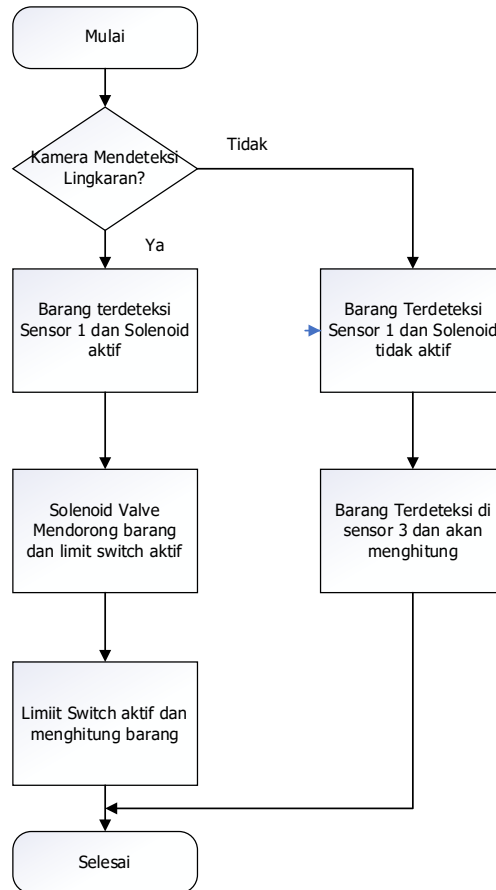 Mulai
Kamera Mendeteksi
Lingkaran?
Tidak
Ya
Barang terdeteksi
Sensor 1 dan Solenoid
aktif
Barang Terdeteksi
Sensor 1 dan Solenoid
tidak aktif
Solenoid Valve
Mendorong barang
dan limit switch aktif
Barang Terdeteksi di
sensor 3 dan akan
menghitung
Limiit Switch aktif dan
menghitung barang
Selesai